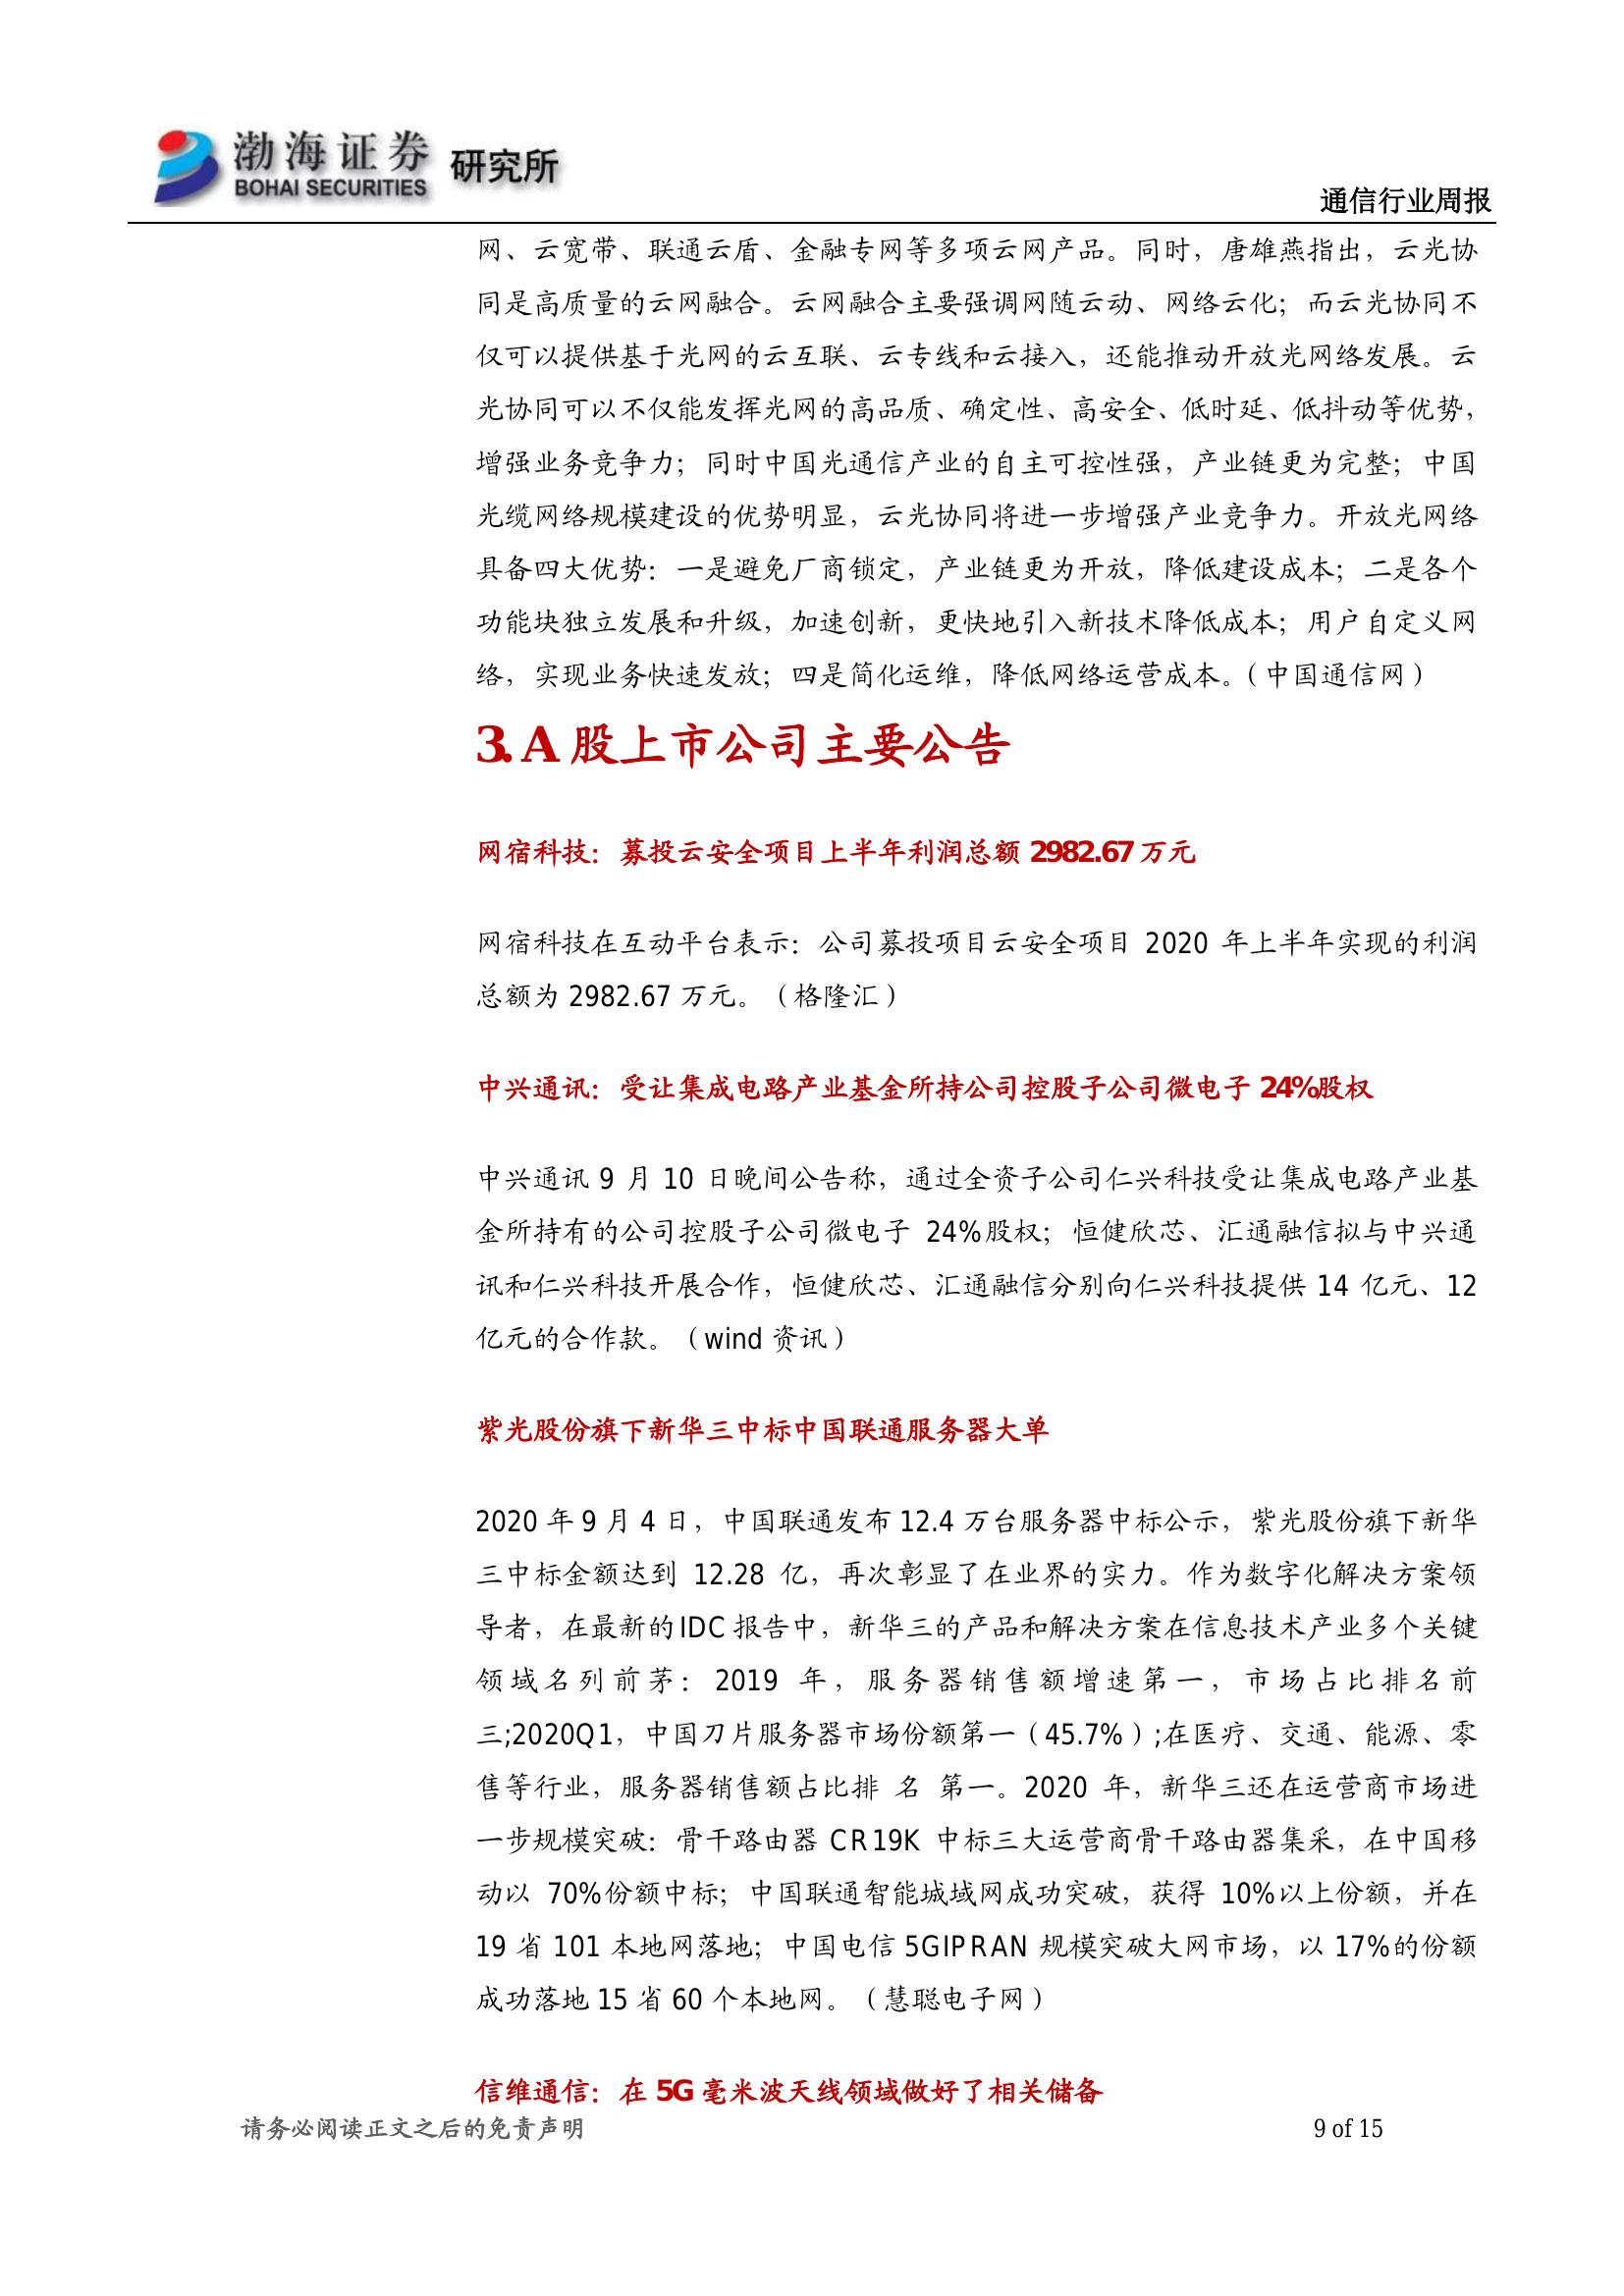 渤海证券 研究所
BOHAI SECURITIES
通信行业周报
网、云宽带、联通云盾、金融专网等多项云网产品。同时，唐雄燕指出，云光协
同是高质量的云网融合。云网融合主要强调网随云动、网络云化；而云光协同不
仅可以提供基于光网的云互联、云专线和云接入，还能推动开放光网络发展。云
光协同可以不仅能发挥光网的高品质、确定性、高安全、低时延、低抖动等优势，
增强业务竞争力；同时中国光通信产业的自主可控性强，产业链更为完整；中国
光缆网络规模建设的优势明显，云光协同将进一步增强产业竞争力。开放光网络
具备四大优势：一是避免厂商锁定，产业链更为开放，降低建设成本；二是各个
功能块独立发展和升级，加速创新，更快地引入新技术降低成本；用户自定义网
络，实现业务快速发放；四是简化运维，降低网络运营成本。（中国通信网）
3. A 股上市公司主要公告
网宿科技：募投云安全项目上半年利润总额 2982.67 万元
网宿科技在互动平台表示：公司募投项目云安全项目 2020 年上半年实现的利润
总额为 2982.67 万元。（格隆汇）
中兴通讯：受让集成电路产业基金所持公司控股子公司微电子 24%股权
中兴通讯 9 月 10 日晚间公告称，通过全资子公司仁兴科技受让集成电路产业基
金所持有的公司控股子公司微电子 24%股权；恒健欣芯、汇通融信拟与中兴通
讯和仁兴科技开展合作，恒健欣芯、汇通融信分别向仁兴科技提供 14 亿元、12
亿元的合作款。（wind 资讯）
紫光股份旗下新华三中标中国联通服务器大单
2020 年 9 月 4 日，中国联通发布 12.4 万台服务器中标公示，紫光股份旗下新华
三中标金额达到 12.28 亿，再次彰显了在业界的实力。作为数字化解决方案领
导者，在最新的 IDC 报告中，新华三的产品和解决方案在信息技术产业多个关键
领域名列前茅：2019 年，服务器销售额增速第一，市场占比排名前
三;2020Q1，中国刀片服务器市场份额第一（45.7%）;在医疗、交通、能源、零
售等行业，服务器销售额占比排 名 第一。2020 年，新华三还在运营商市场进
一步规模突破：骨干路由器 CR19K 中标三大运营商骨干路由器集采，在中国移
动以 70%份额中标；中国联通智能城域网成功突破，获得 10%以上份额，并在
19 省 101 本地网落地；中国电信 5GIPRAN 规模突破大网市场，以 17%的份额
成功落地 15 省 60 个本地网。（慧聪电子网）
信维通信：在 5G 毫米波天线领域做好了相关储备
请务必阅读正文之后的免责声明
9 of 15